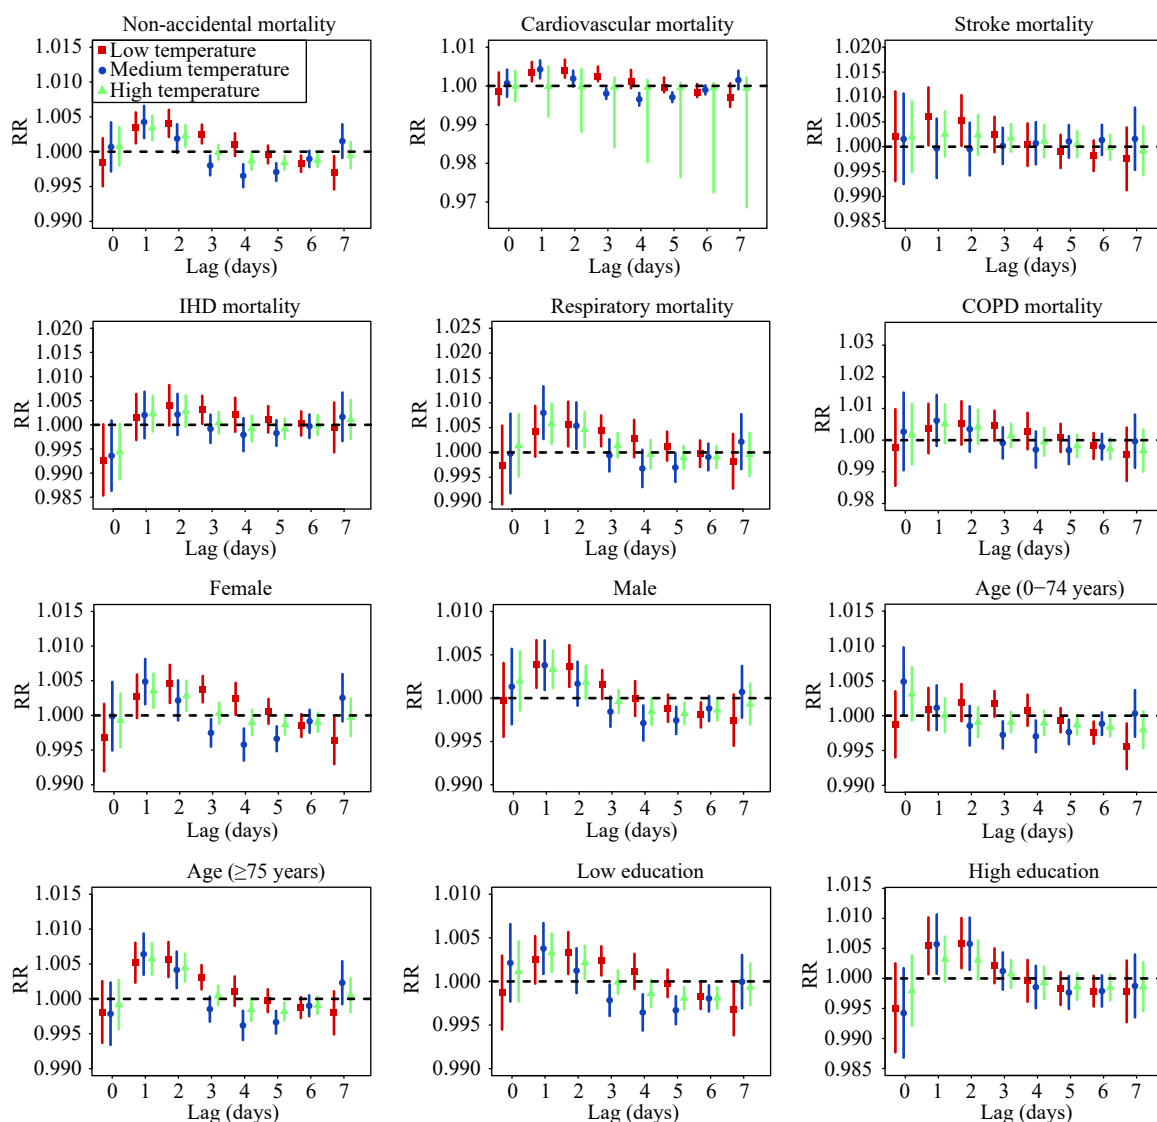 Non-accidental mortality
RR
1.015
1.010
1.005
1.000
0.995
0.990
Low temperature
Medium temperature
High temperature
0 1 2 3 4 5 6 7
Lag (days)
Cardiovascular mortality
RR
1.01
1.00
0.99
0.98
0.97
0 1 2 3 4 5 6 7
Lag (days)
Stroke mortality
RR
1.020
1.015
1.010
1.005
1.000
0.995
0.990
0.985
0 1 2 3 4 5 6 7
Lag (days)
IHD mortality
RR
1.020
1.015
1.010
1.005
1.000
0.995
0.990
0.985
0 1 2 3 4 5 6 7
Lag (days)
Respiratory mortality
RR
1.025
1.020
1.015
1.010
1.005
1.000
0.995
0.990
0 1 2 3 4 5 6 7
Lag (days)
COPD mortality
RR
1.03
1.02
1.01
1.00
0.99
0.98
0 1 2 3 4 5 6 7
Lag (days)
Female
RR
1.015
1.010
1.005
1.000
0.995
0.990
0 1 2 3 4 5 6 7
Lag (days)
Male
RR
1.010
1.005
1.000
0.995
0.990
0 1 2 3 4 5 6 7
Lag (days)
Age (0−74 years)
RR
1.015
1.010
1.005
1.000
0.995
0.990
0 1 2 3 4 5 6 7
Lag (days)
Age (≥75 years)
RR
1.015
1.010
1.005
1.000
0.995
0.990
0 1 2 3 4 5 6 7
Lag (days)
Low education
RR
1.010
1.005
1.000
0.995
0.990
0 1 2 3 4 5 6 7
Lag (days)
High education
RR
1.015
1.010
1.005
1.000
0.995
0.990
0.985
0 1 2 3 4 5 6 7
Lag (days)